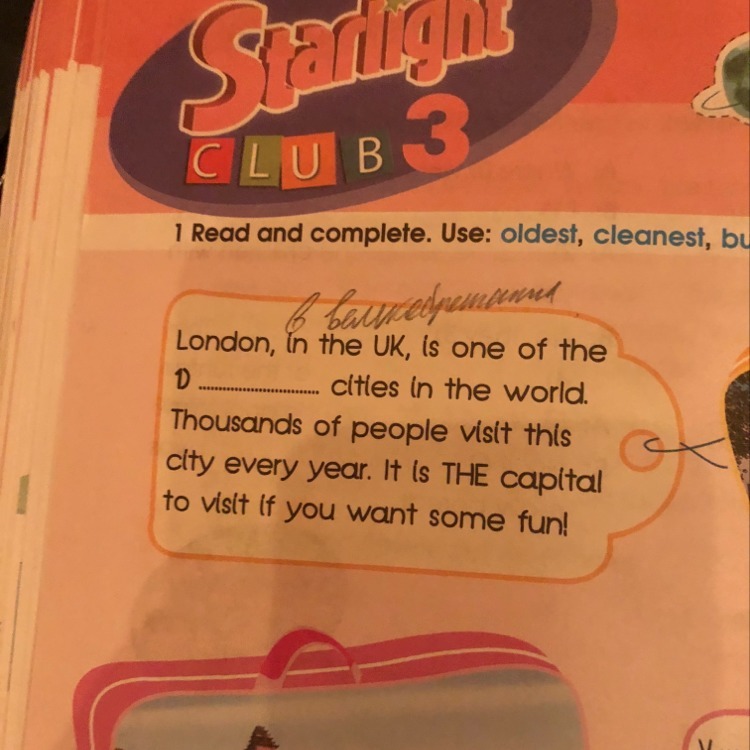 Starlight
CLUB 3
1 Read and complete. Use: oldest, cleanest, bu
в великобритании
London, in the UK, is one of the
1) .............................. cities in the world.
Thousands of people visit this
city every year. It is THE capital
to visit if you want some fun!